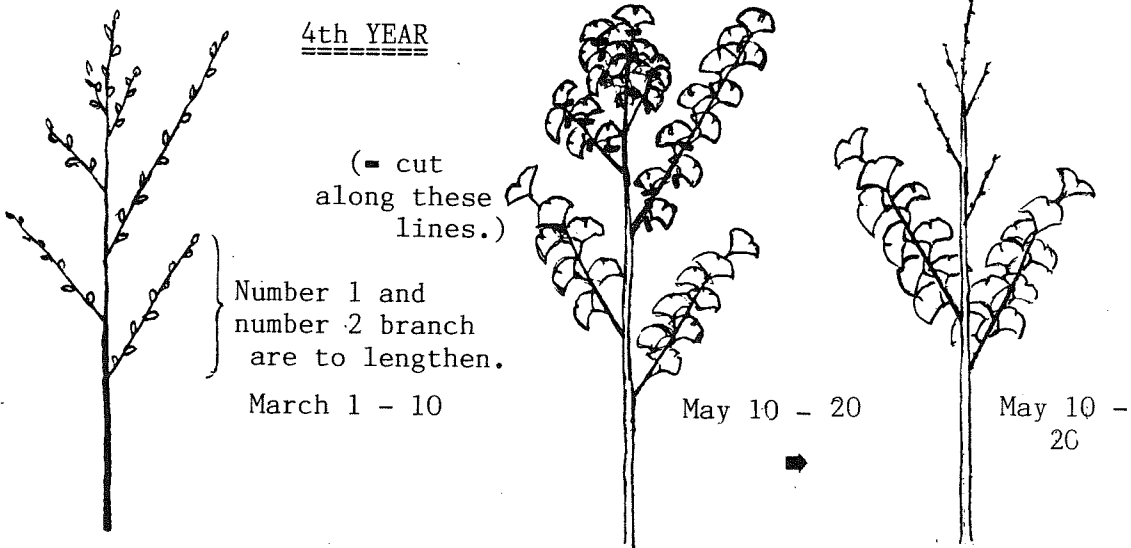 4th YEAR
(= cut
along these
lines.)
Number 1 and
number 2 branch
are to lengthen.
March 1 - 10
May 10 - 20
May 10 -
20